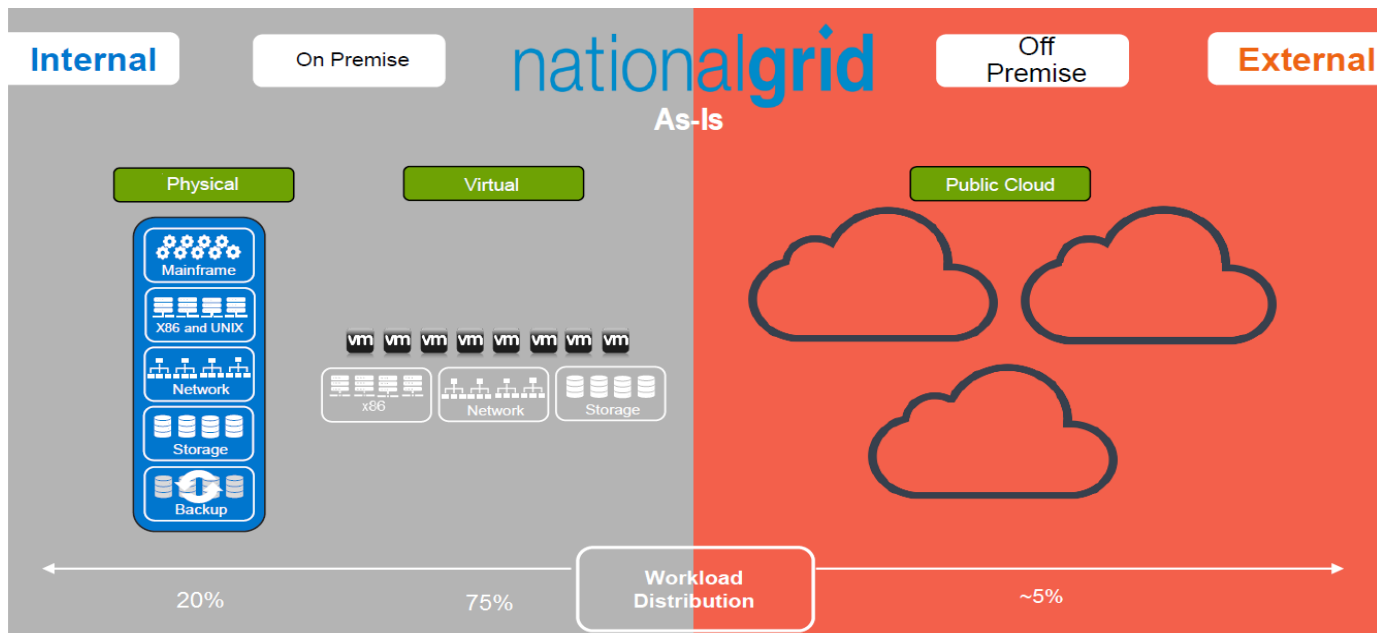 Internal
On Premise
nationalgrid
Off
Premise
External
As-Is
Physical
Virtual
Public Cloud
Mainframe
X86 and UNIX
Network
Storage
Backup
vm vm vm vm vm vm vm vm
x86
Network
Storage
Workload
Distribution
20%
75%
~5%